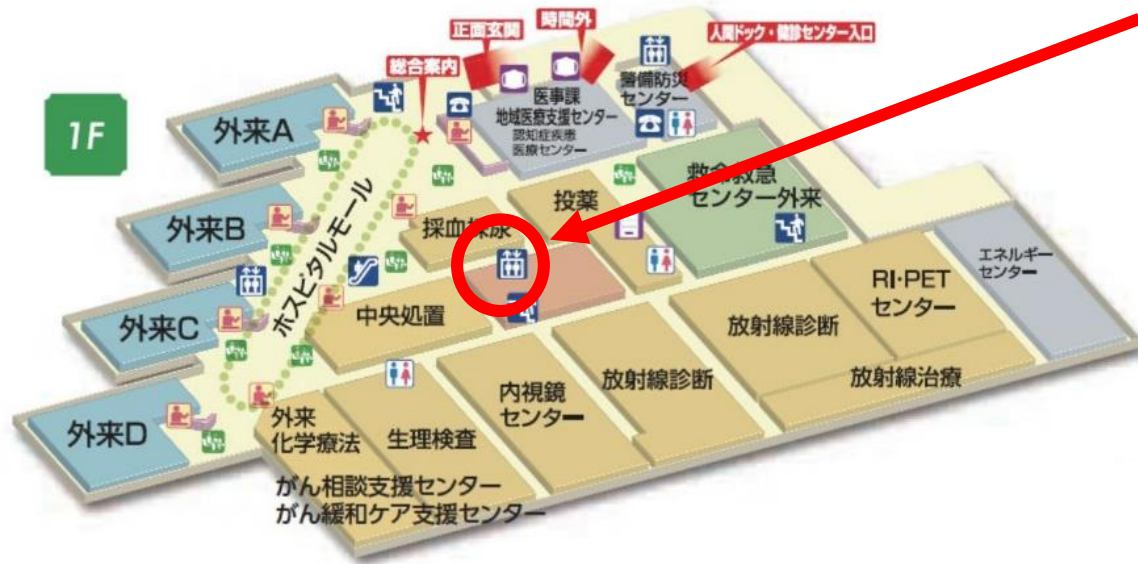 1F
正面玄関
時間外
人間ドック・健診センター入口
総合案内
警備防災
センター
医事課
地域医療支援センター
認知症疾患
医療センター
外来A
外来B
外来C
外来D
ホスピタルモール
採血採尿
投薬
救命救急
センター外来
中央処置
エネルギー
センター
RI・PET
センター
放射線診断
放射線治療
放射線診断
内視鏡
センター
生理検査
外来
化学療法
がん相談支援センター
がん緩和ケア支援センター